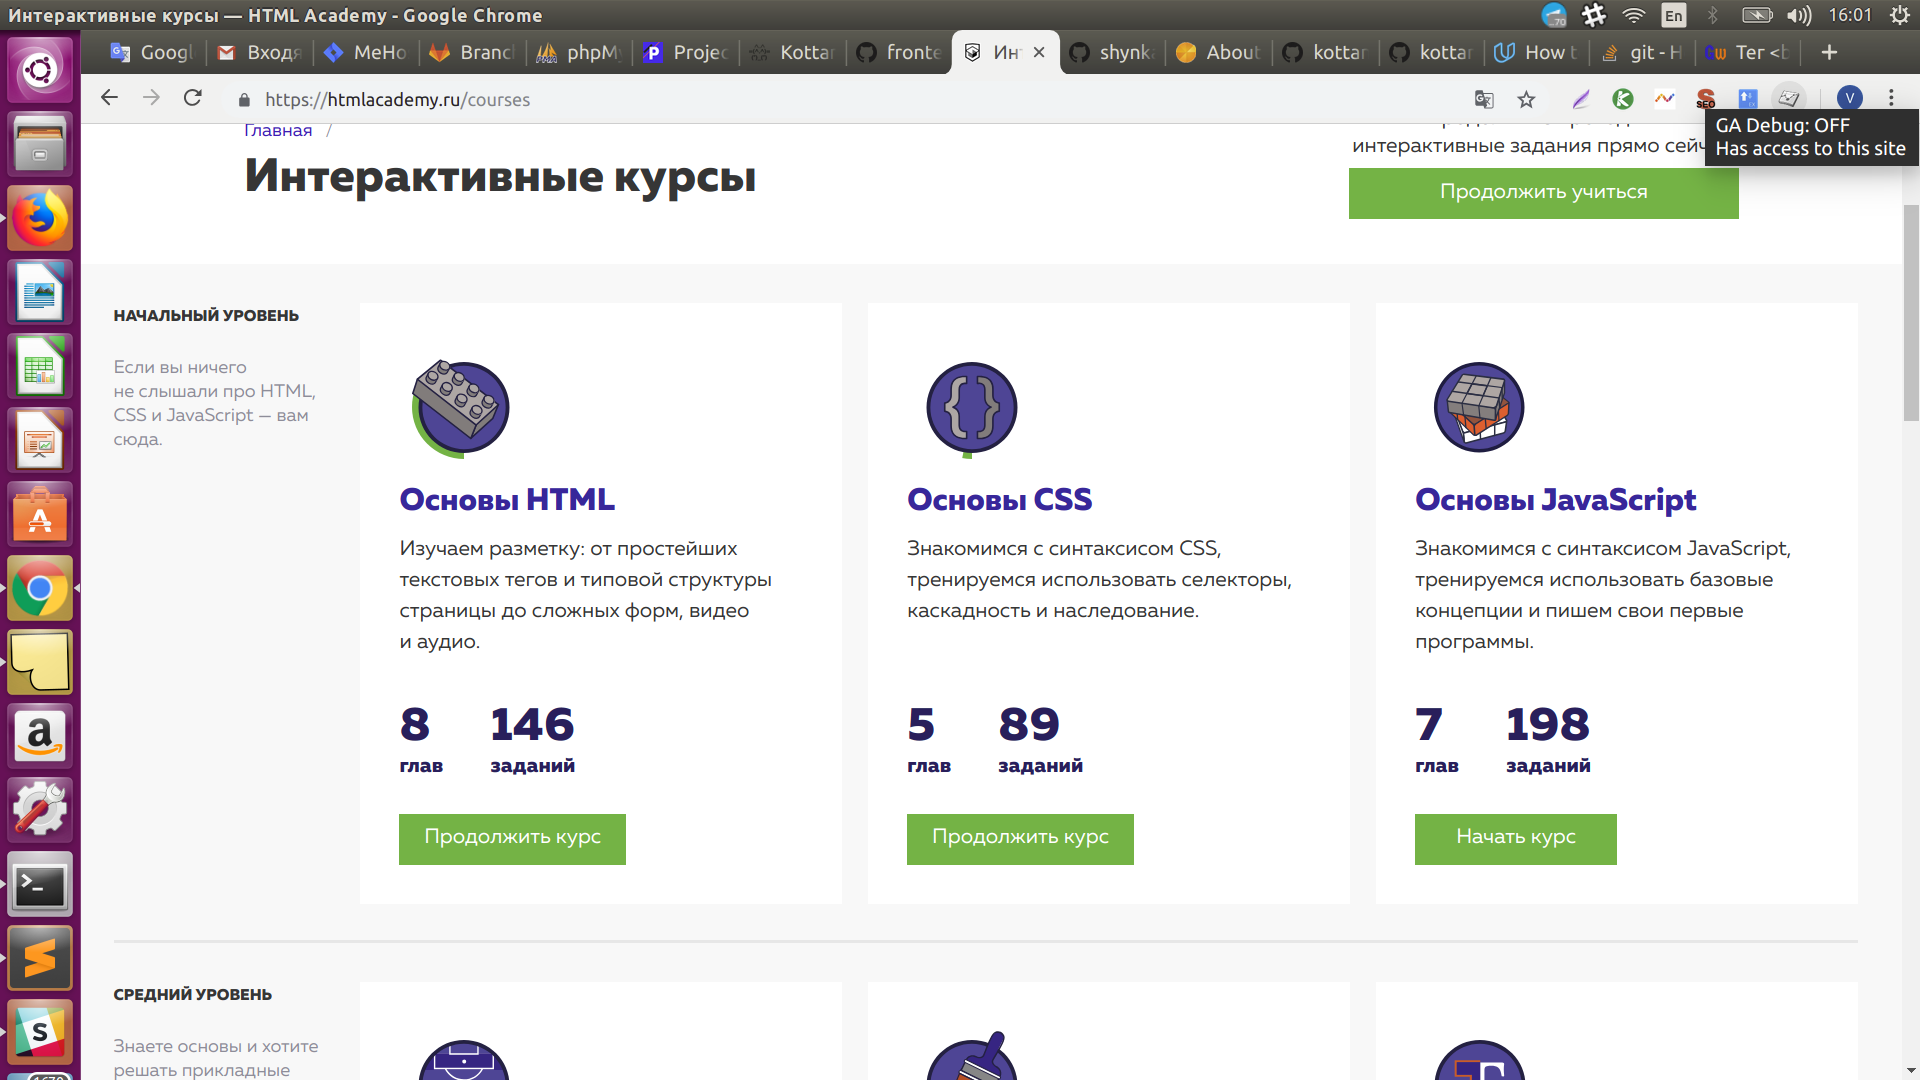 Интерактивные курсы — HTML Academy - Google Chrome
70
En
16:01
Googl
Входя
MeHo
Branc
phpMy
Projec
Kottar
fronte
Ин
shynk
About
kottar
kottar
How t
git - H
Тег <b
https://htmlacademy.ru/courses
SEO
V
GA Debug: OFF
Has access to this site
Главная /
Интерактивные курсы
интерактивные задания прямо сейч
Продолжить учиться
НАЧАЛЬНЫЙ УРОВЕНЬ
Если вы ничего
не слышали про HTML,
CSS и JavaScript — вам
сюда.
Основы HTML
Изучаем разметку: от простейших
текстовых тегов и типовой структуры
страницы до сложных форм, видео
и аудио.
8 146
глав заданий
Продолжить курс
Основы CSS
Знакомимся с синтаксисом CSS,
тренируемся использовать селекторы,
каскадность и наследование.
5 89
глав заданий
Продолжить курс
Основы JavaScript
Знакомимся с синтаксисом JavaScript,
тренируемся использовать базовые
концепции и пишем свои первые
программы.
7 198
глав заданий
Начать курс
СРЕДНИЙ УРОВЕНЬ
Знаете основы и хотите
решать прикладные